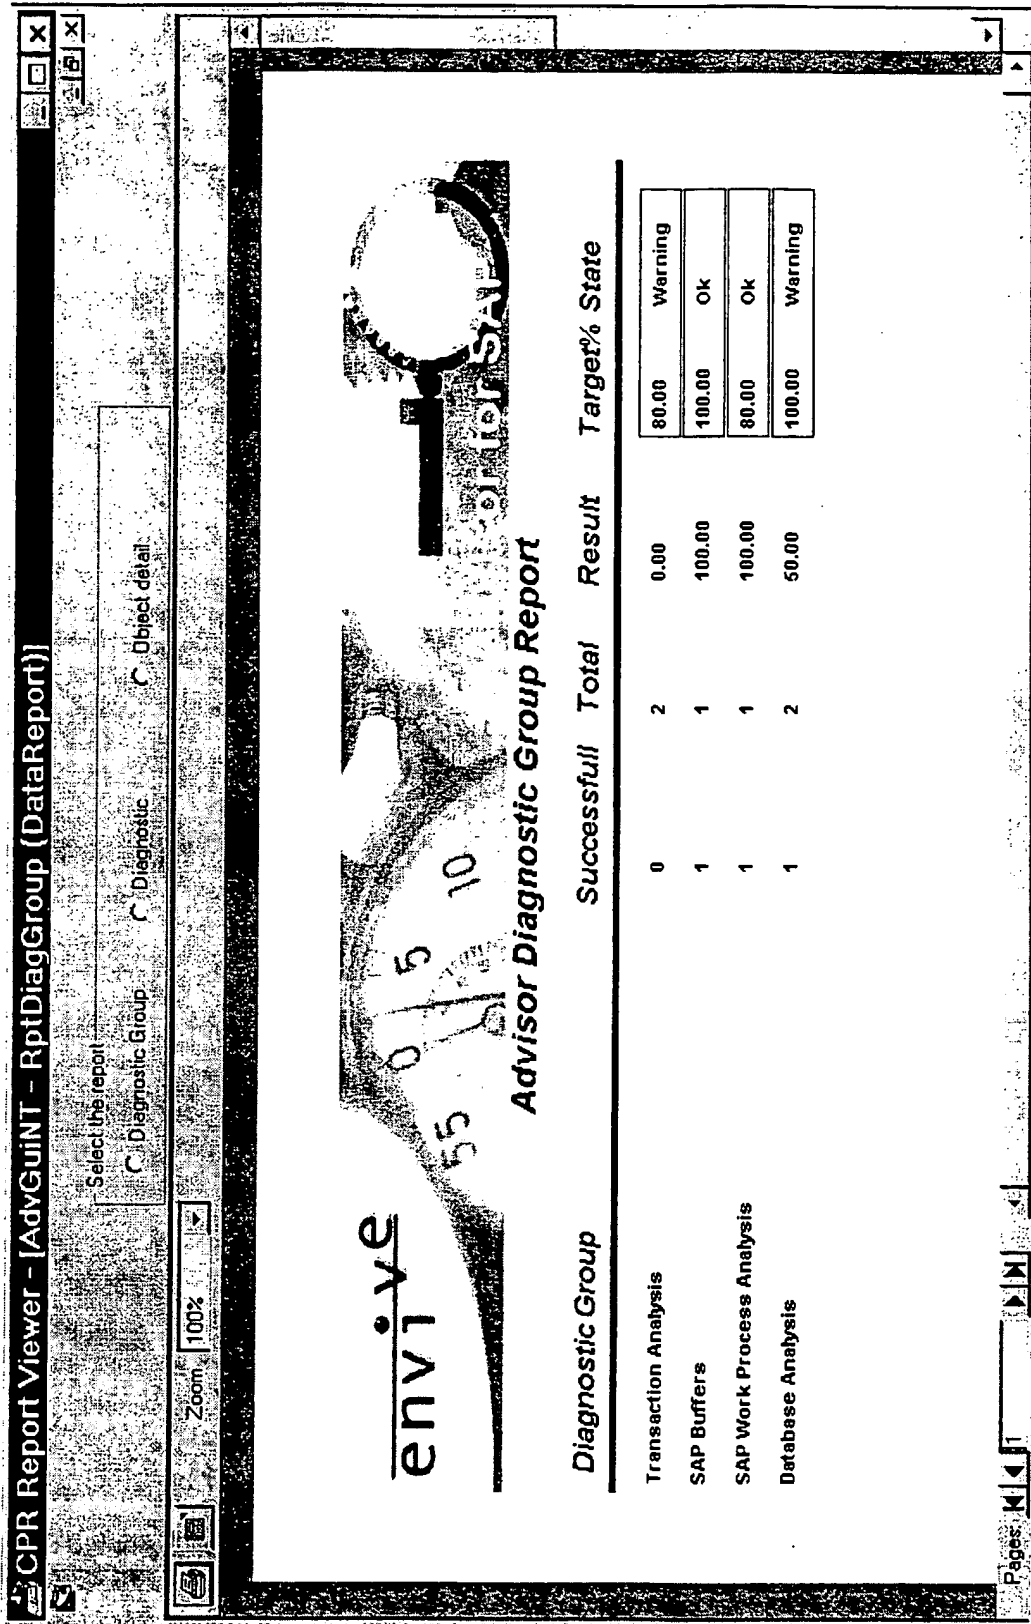 CPR Report Viewer - [AdvGuiNT - RptDiagGroup (DataReport)]
Select the report
Diagnostic Group Diagnostic Object detail
Zoom 100%
envive
55 0 5 10
for SAP
Advisor Diagnostic Group Report
Diagnostic Group Successfull Total Result Target% State
Transaction Analysis 0 2 0.00 80.00 Warning
SAP Buffers 1 1 100.00 100.00 Ok
SAP Work Process Analysis 1 1 100.00 80.00 Ok
Database Analysis 1 2 50.00 100.00 Warning
Pages: 1